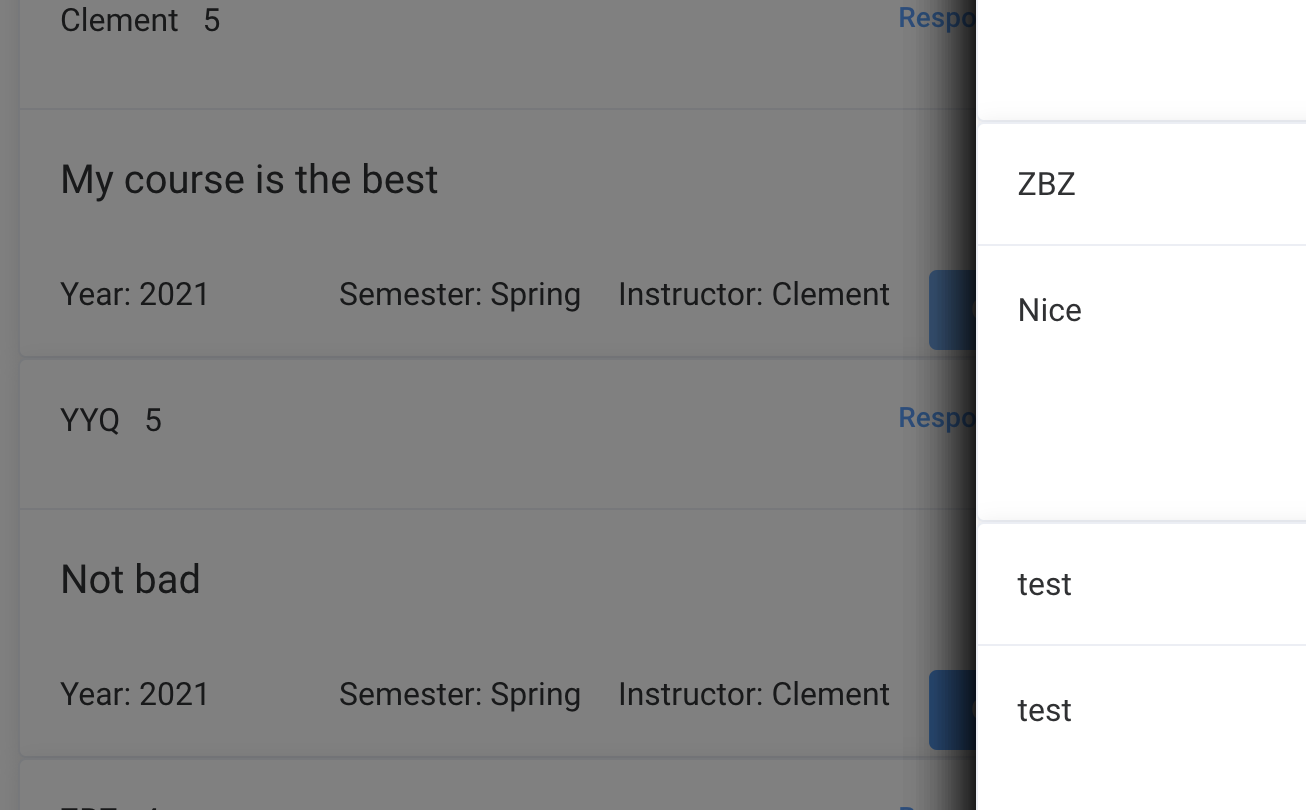 Clement 5
Respo
My course is the best
Year: 2021 Semester: Spring Instructor: Clement
YYQ 5
Respo
Not bad
Year: 2021 Semester: Spring Instructor: Clement
ZBZ
Nice
test
test